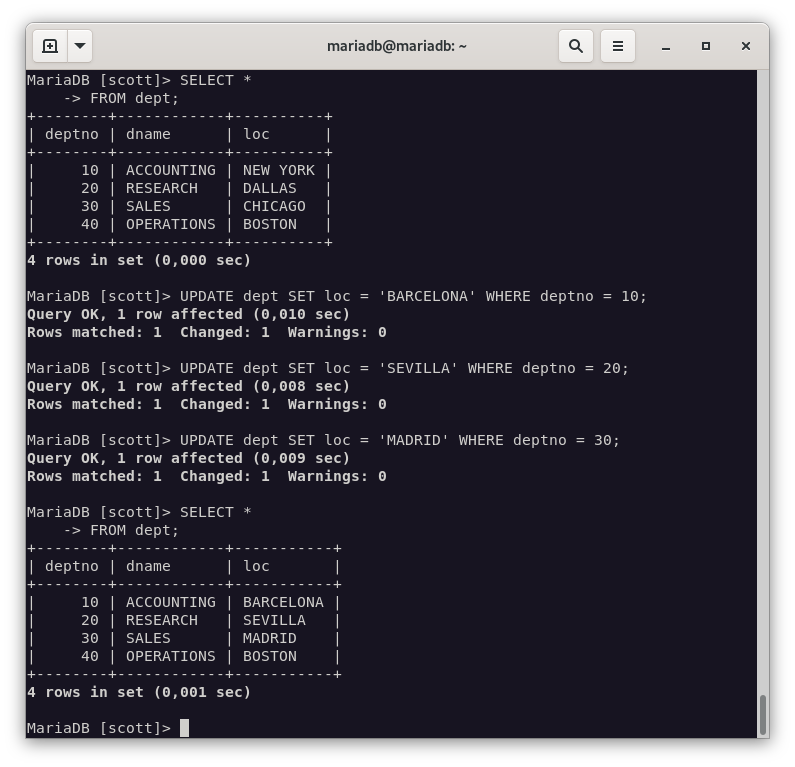 mariadb@mariadb: ~
MariaDB [scott]> SELECT *
    -> FROM dept;
+--------+------------+----------+
| deptno | dname      | loc      |
+--------+------------+----------+
|     10 | ACCOUNTING | NEW YORK |
|     20 | RESEARCH   | DALLAS   |
|     30 | SALES      | CHICAGO  |
|     40 | OPERATIONS | BOSTON   |
+--------+------------+----------+
4 rows in set (0,000 sec)

MariaDB [scott]> UPDATE dept SET loc = 'BARCELONA' WHERE deptno = 10;
Query OK, 1 row affected (0,010 sec)
Rows matched: 1  Changed: 1  Warnings: 0

MariaDB [scott]> UPDATE dept SET loc = 'SEVILLA' WHERE deptno = 20;
Query OK, 1 row affected (0,008 sec)
Rows matched: 1  Changed: 1  Warnings: 0

MariaDB [scott]> UPDATE dept SET loc = 'MADRID' WHERE deptno = 30;
Query OK, 1 row affected (0,009 sec)
Rows matched: 1  Changed: 1  Warnings: 0

MariaDB [scott]> SELECT *
    -> FROM dept;
+--------+------------+-----------+
| deptno | dname      | loc       |
+--------+------------+-----------+
|     10 | ACCOUNTING | BARCELONA |
|     20 | RESEARCH   | SEVILLA   |
|     30 | SALES      | MADRID    |
|     40 | OPERATIONS | BOSTON    |
+--------+------------+-----------+
4 rows in set (0,001 sec)

MariaDB [scott]>